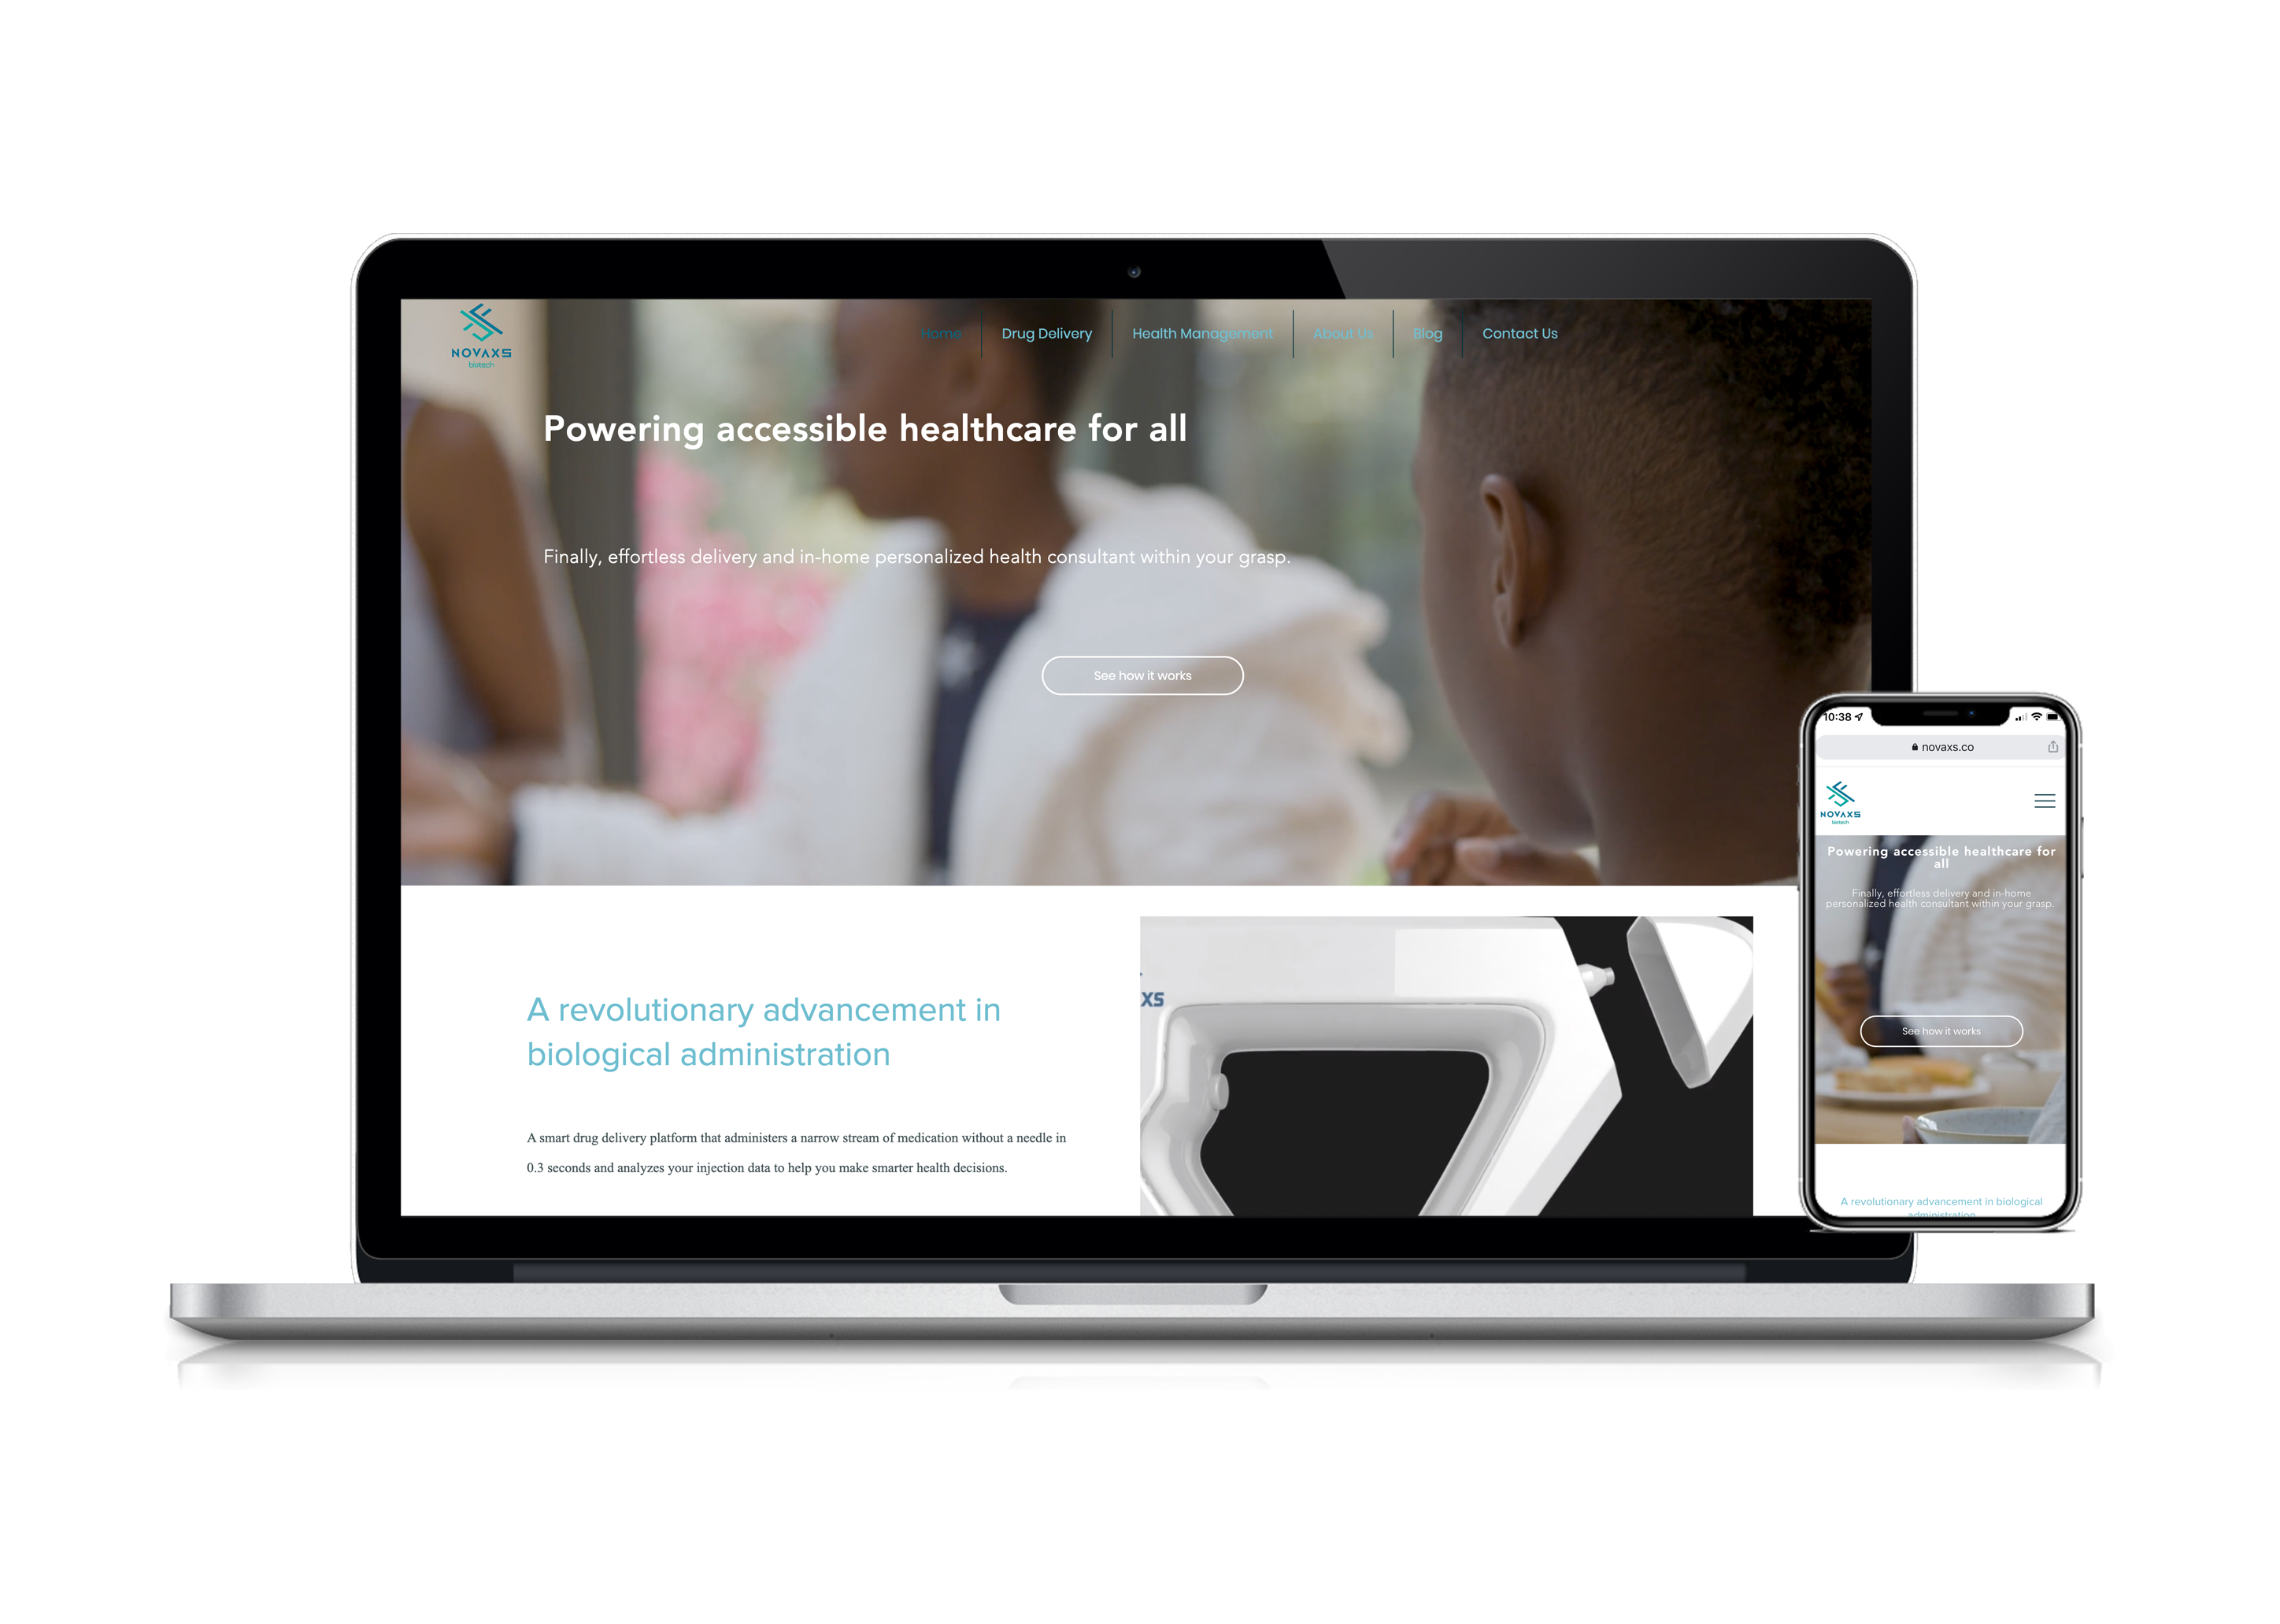 NOVAXS
biotech
Home
Drug Delivery
Health Management
About Us
Blog
Contact Us
Powering accessible healthcare for all
Finally, effortless delivery and in-home personalized health consultant within your grasp.
See how it works
A revolutionary advancement in
biological administration
A smart drug delivery platform that administers a narrow stream of medication without a needle in
0.3 seconds and analyzes your injection data to help you make smarter health decisions.
XS
10:38
novaxs.co
NOVAXS
biotech
Powering accessible healthcare for
all
Finally, effortless delivery and in-home
personalized health consultant within your grasp.
See how it works
A revolutionary advancement in biological
administration